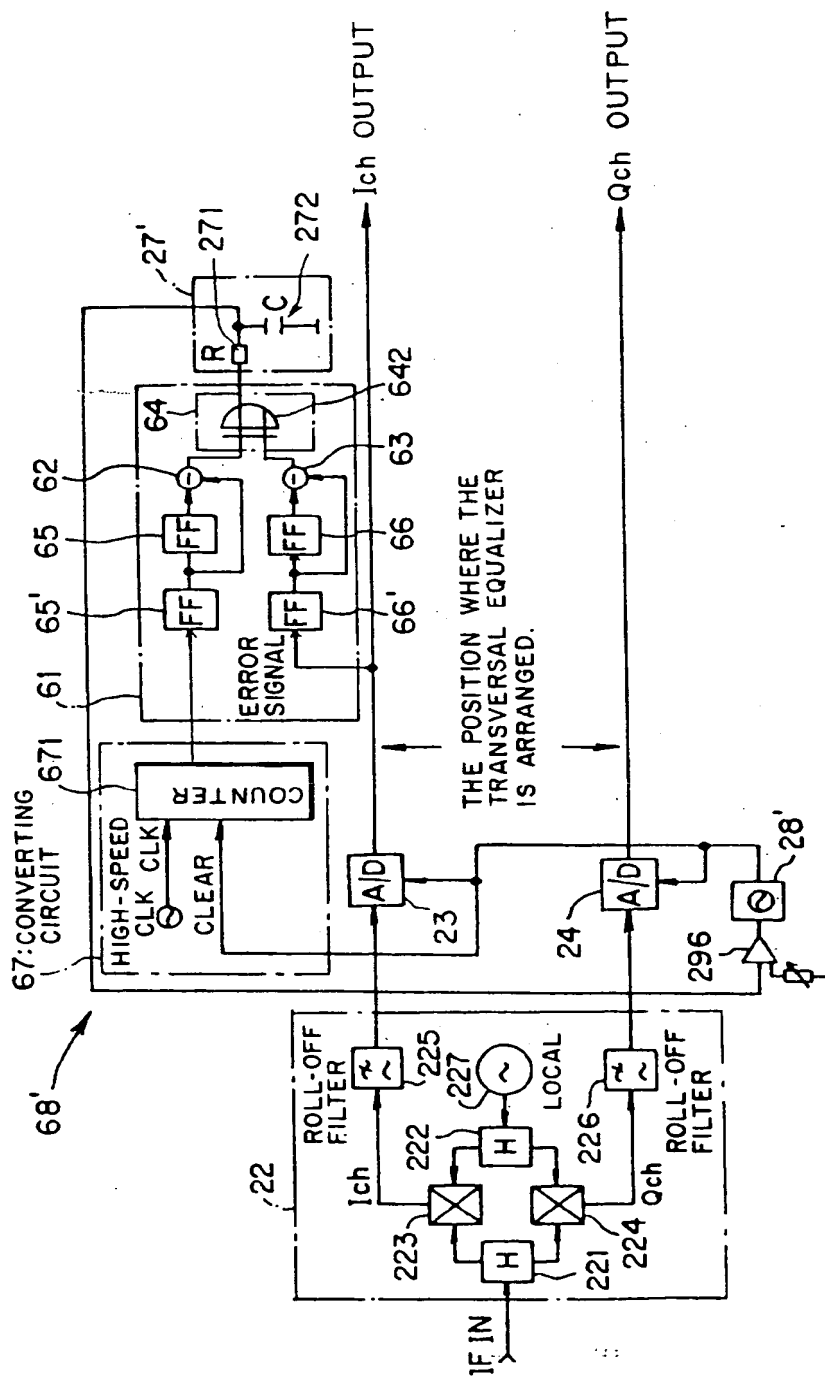 68'
67:CONVERTING
CIRCUIT
HIGH-SPEED
CLK CLK
CLEAR
671
COUNTER
61
65'
65
62
FF
FF
-
64
27'
R
271
C
272
642
63
-
ERROR
SIGNAL
FF
FF
66'
66
22
ROLL-OFF
FILTER
Ich
225
A/D
23
Ich OUTPUT
IF IN
H
221
223
222
H
227
LOCAL
224
THE POSITION WHERE THE
TRANSVERSAL EQUALIZER
IS ARRANGED.
Qch
226
ROLL-OFF
FILTER
24
A/D
Qch OUTPUT
296
28'